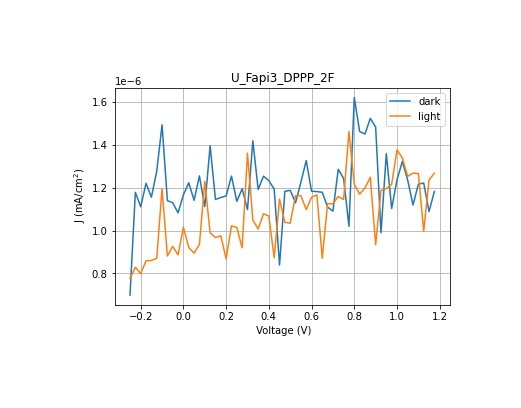 U_Fapi3_DPPP_2F
1e−6
dark
light
1.6
1.4
1.2
1.0
0.8
J (mA/cm²)
−0.2 0.0 0.2 0.4 0.6 0.8 1.0 1.2
Voltage (V)